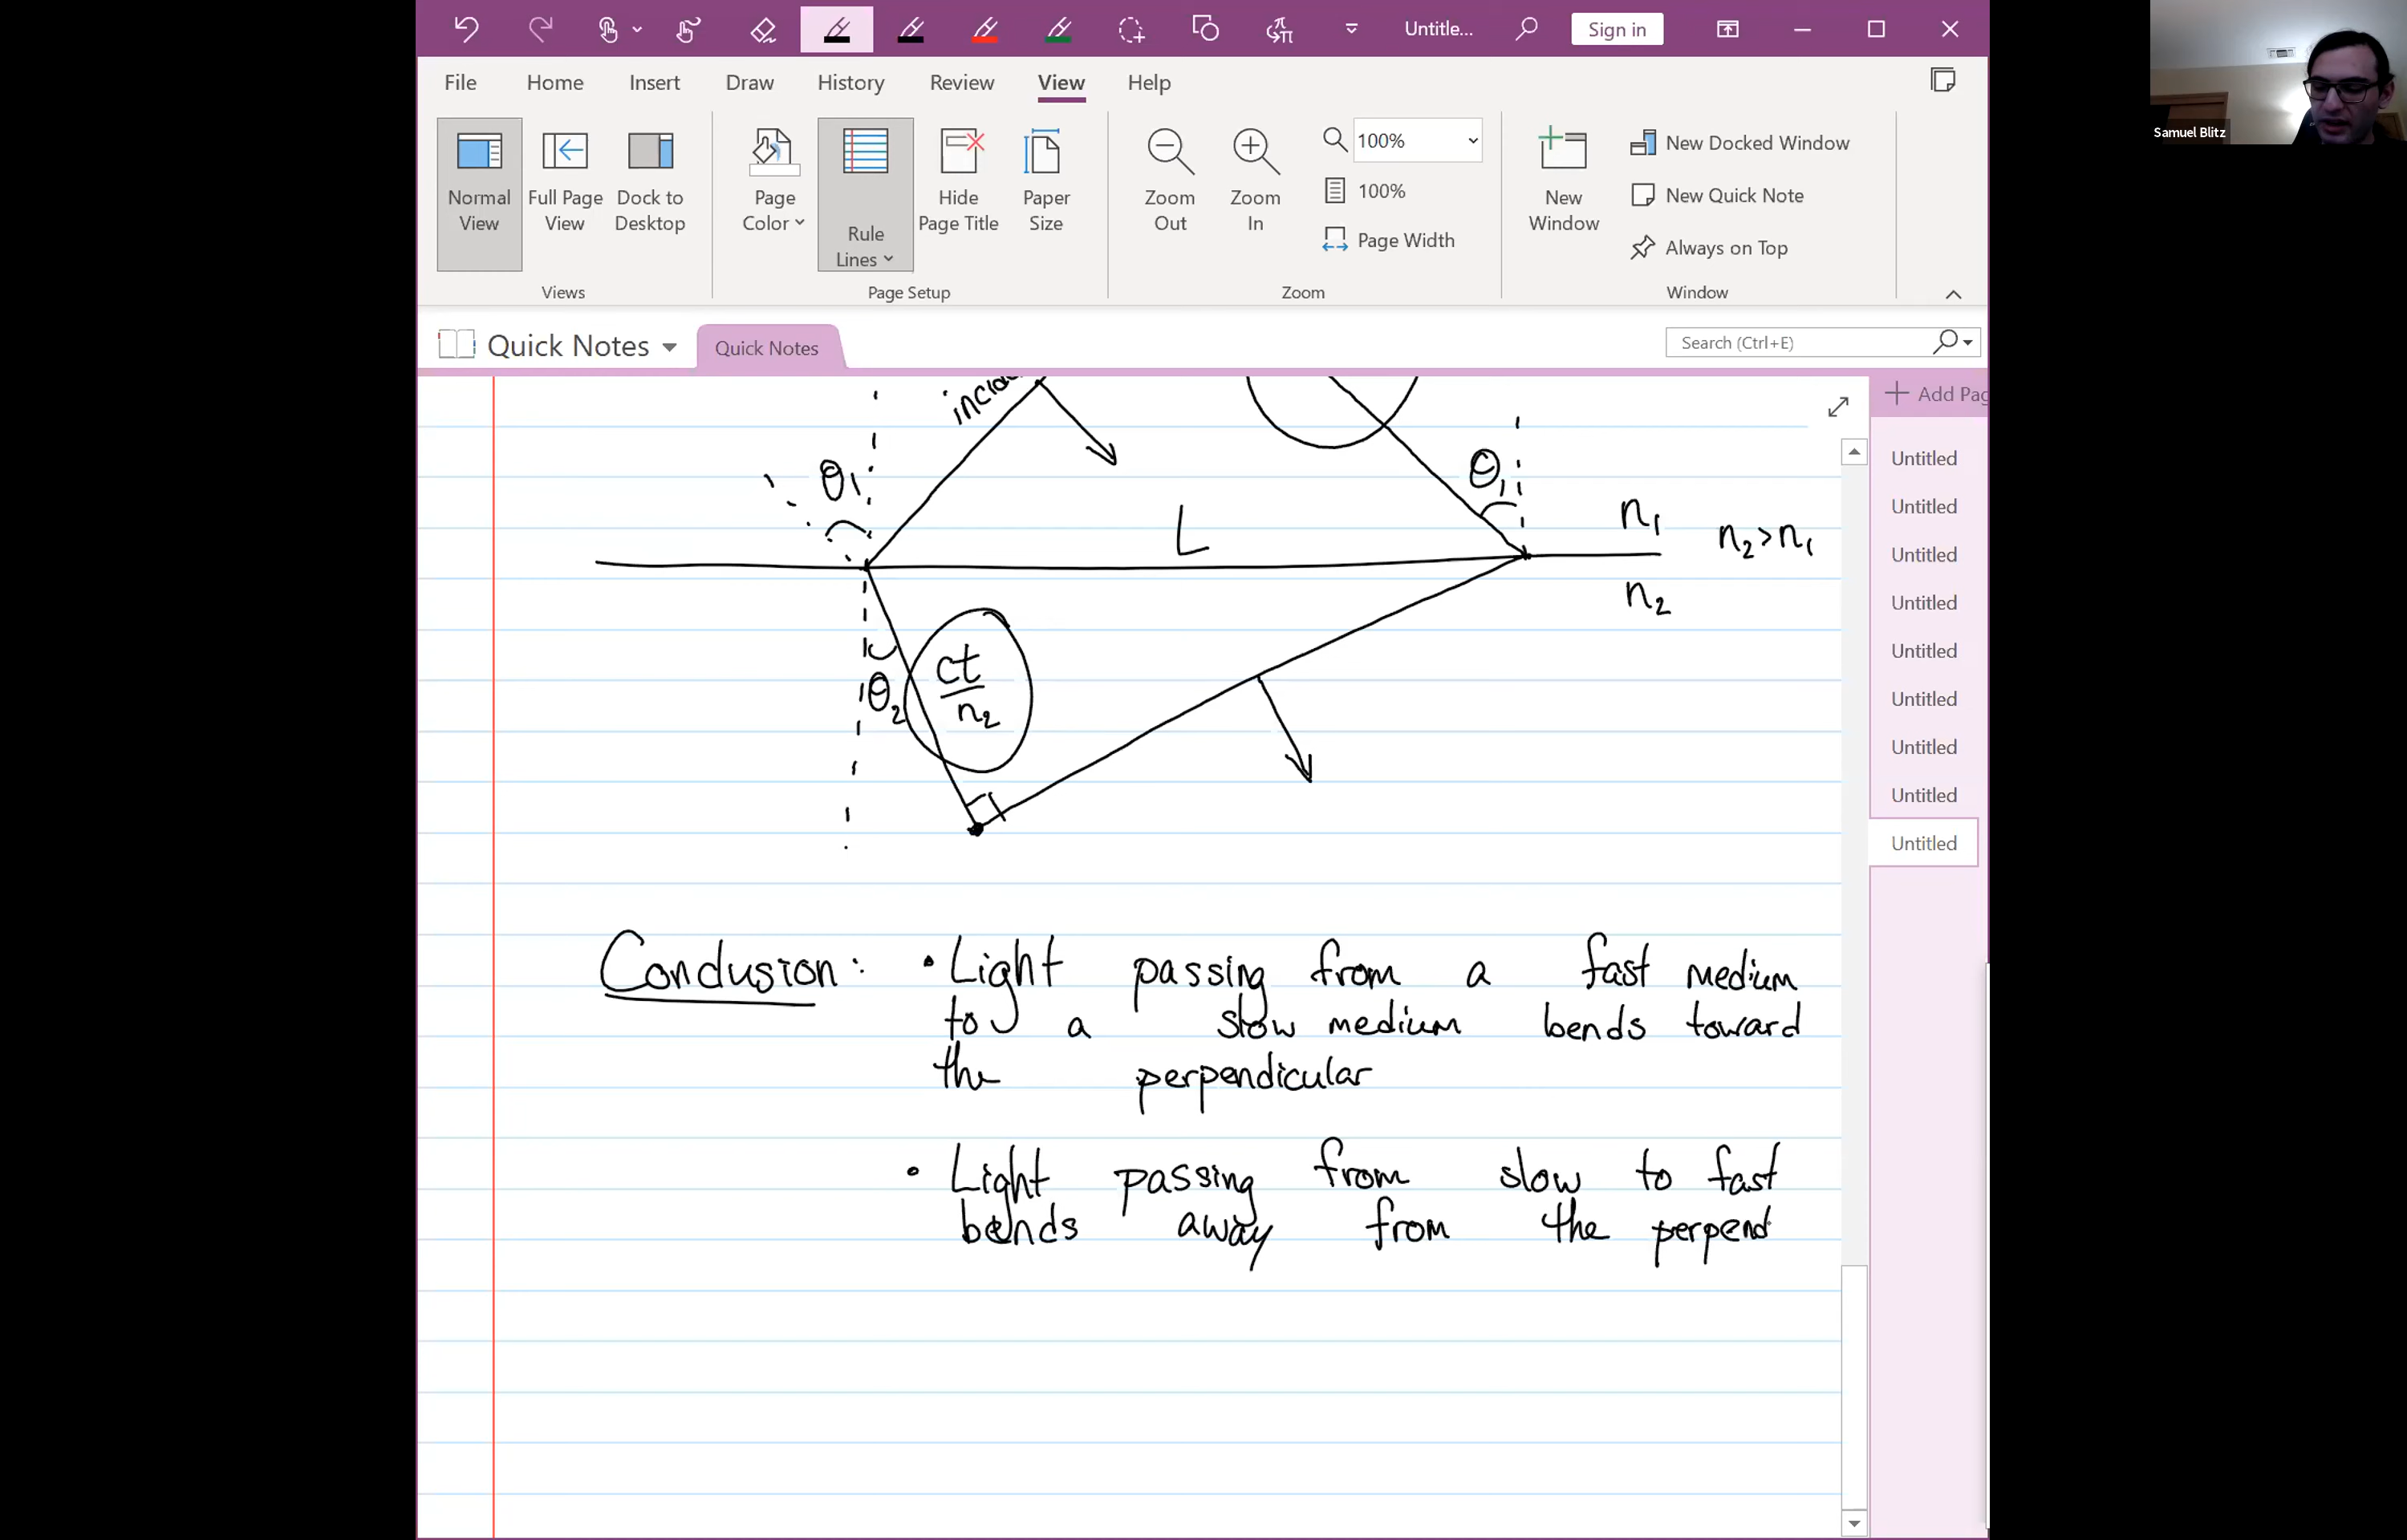 Untitle...
Sign in
File Home Insert Draw History Review View Help
Normal View
Full Page View
Dock to Desktop
Views
Page Color
Rule Lines
Hide Page Title
Paper Size
Page Setup
Zoom Out
Zoom In
100%
100%
Page Width
Zoom
New Window
New Docked Window
New Quick Note
Always on Top
Window
Samuel Blitz
Quick Notes
Quick Notes
Search (Ctrl+E)
Add Pag
Untitled
Untitled
Untitled
Untitled
Untitled
Untitled
Untitled
Untitled
Untitled
θ₁
L
θ₁
n₁
n₂ > n₁
n₂
θ₂
ct/n₂
Conclusion: • Light passing from a fast medium
to a slow medium bends toward
the perpendicular
• Light passing from slow to fast
bends away from the perpend